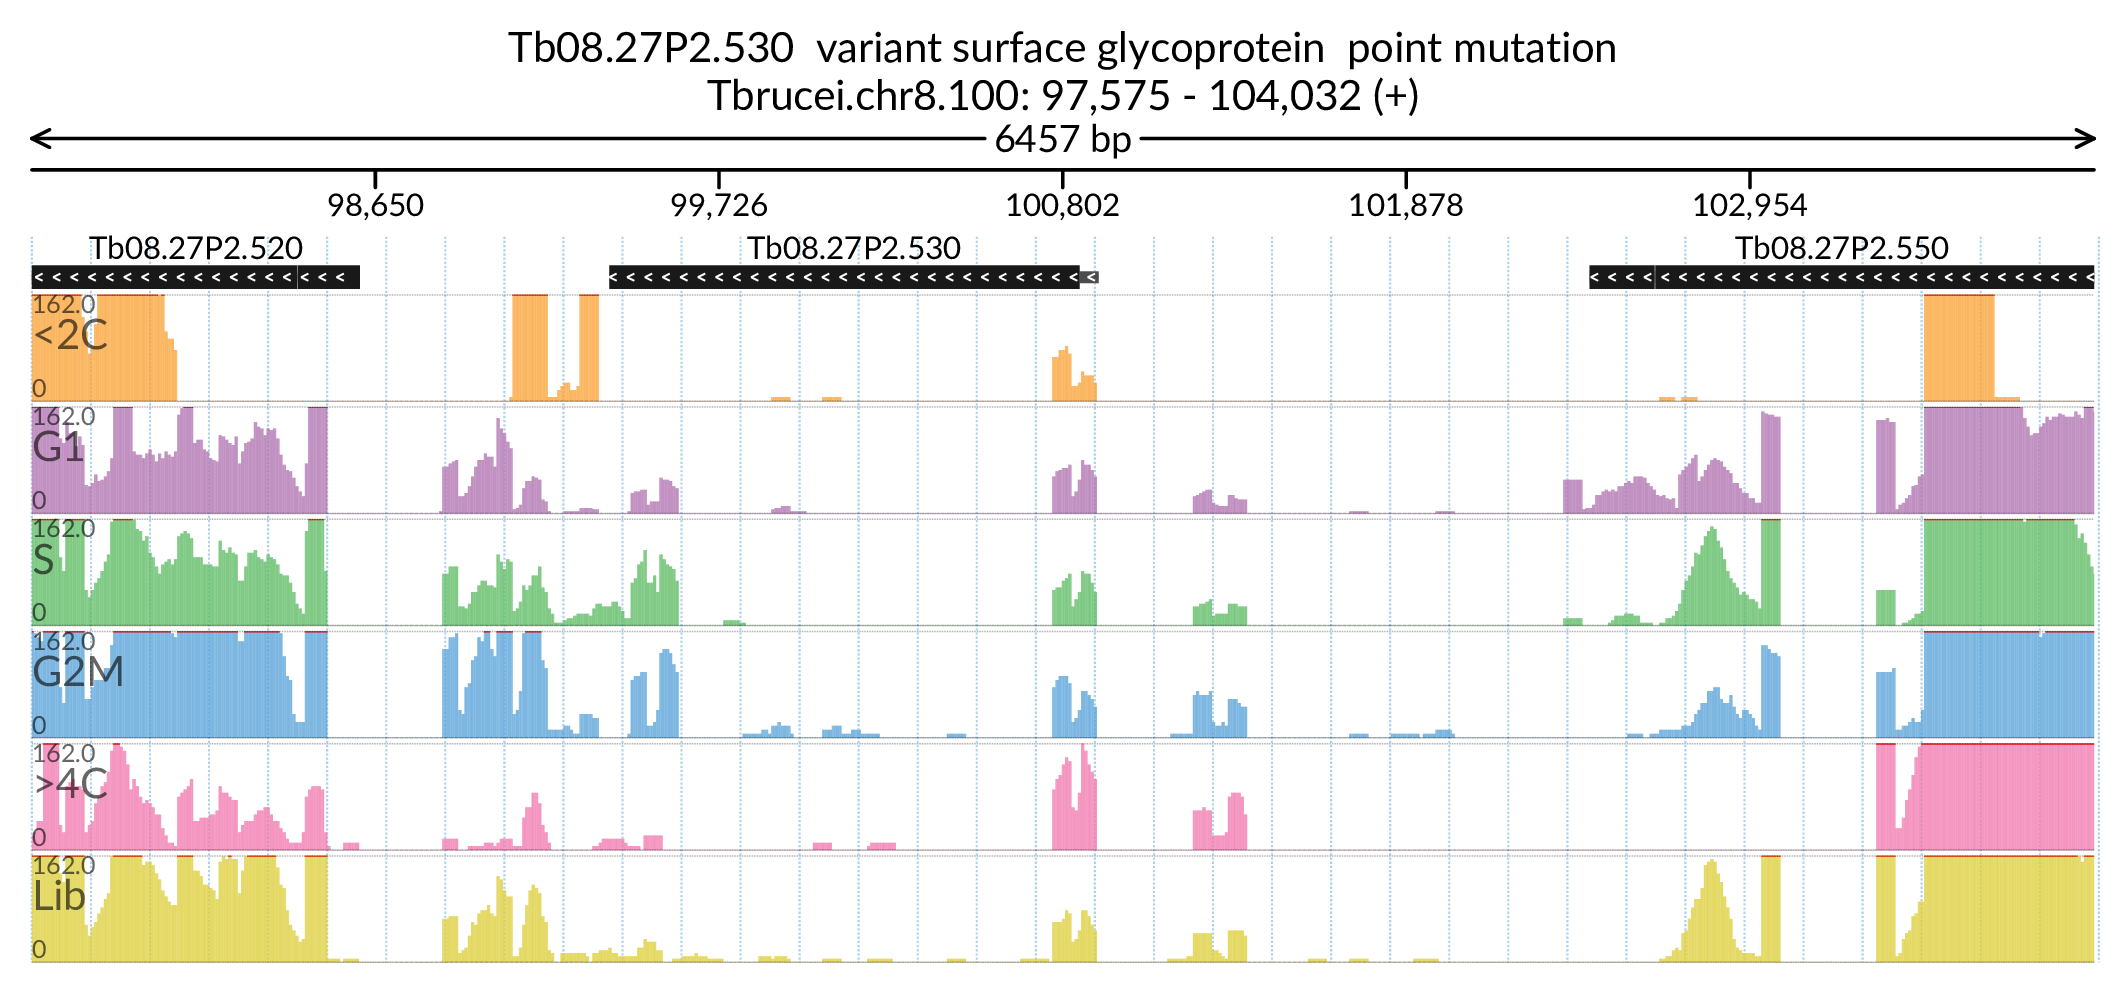 Tb08.27P2.530  variant surface glycoprotein  point mutation
Tbrucei.chr8.100: 97,575 - 104,032 (+)
6457 bp
98,650 99,726 100,802 101,878 102,954
Tb08.27P2.520 Tb08.27P2.530 Tb08.27P2.550
162.0
<2C
0
162.0
G1
0
162.0
S
0
162.0
G2M
0
162.0
>4C
0
162.0
Lib
0